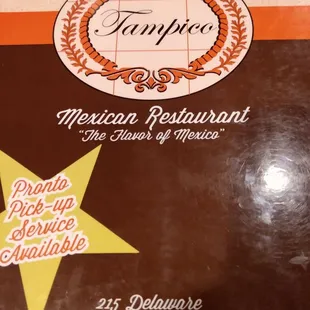 Tampico
Mexican Restaurant
"The Flavor of Mexico"
Pronto
Pick-up
Service
Available
215 Delaware